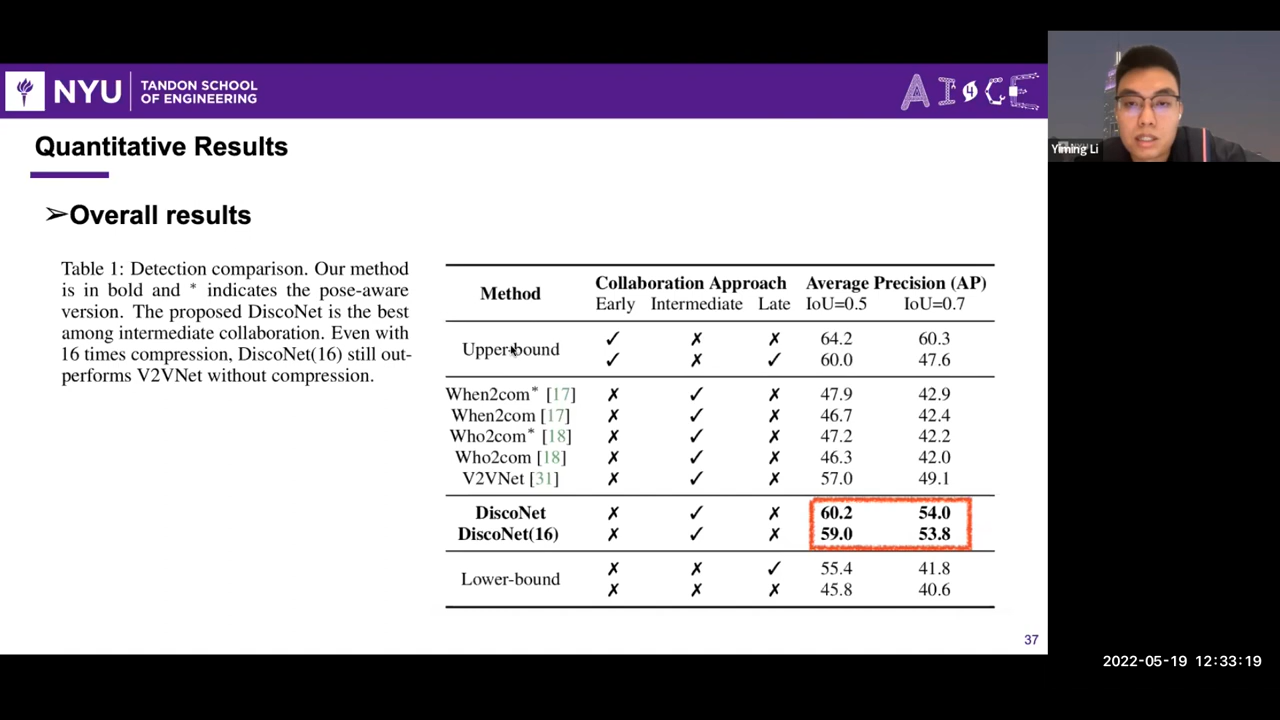 NYU
TANDON SCHOOL
OF ENGINEERING
AI4CE
Yiming Li
Quantitative Results
➢Overall results
Table 1: Detection comparison. Our method
is in bold and * indicates the pose-aware
version. The proposed DiscoNet is the best
among intermediate collaboration. Even with
16 times compression, DiscoNet(16) still out-
performs V2VNet without compression.
Method Collaboration Approach Average Precision (AP)
Early Intermediate Late IoU=0.5 IoU=0.7
Upper-bound
✓ ✗ ✗ 64.2 60.3
✓ ✗ ✓ 60.0 47.6
When2com* [17] ✗ ✓ ✗ 47.9 42.9
When2com [17] ✗ ✓ ✗ 46.7 42.4
Who2com* [18] ✗ ✓ ✗ 47.2 42.2
Who2com [18] ✗ ✓ ✗ 46.3 42.0
V2VNet [31] ✗ ✓ ✗ 57.0 49.1
DiscoNet ✗ ✓ ✗ 60.2 54.0
DiscoNet(16) ✗ ✓ ✗ 59.0 53.8
Lower-bound
✗ ✗ ✓ 55.4 41.8
✗ ✗ ✗ 45.8 40.6
37
2022-05-19 12:33:19